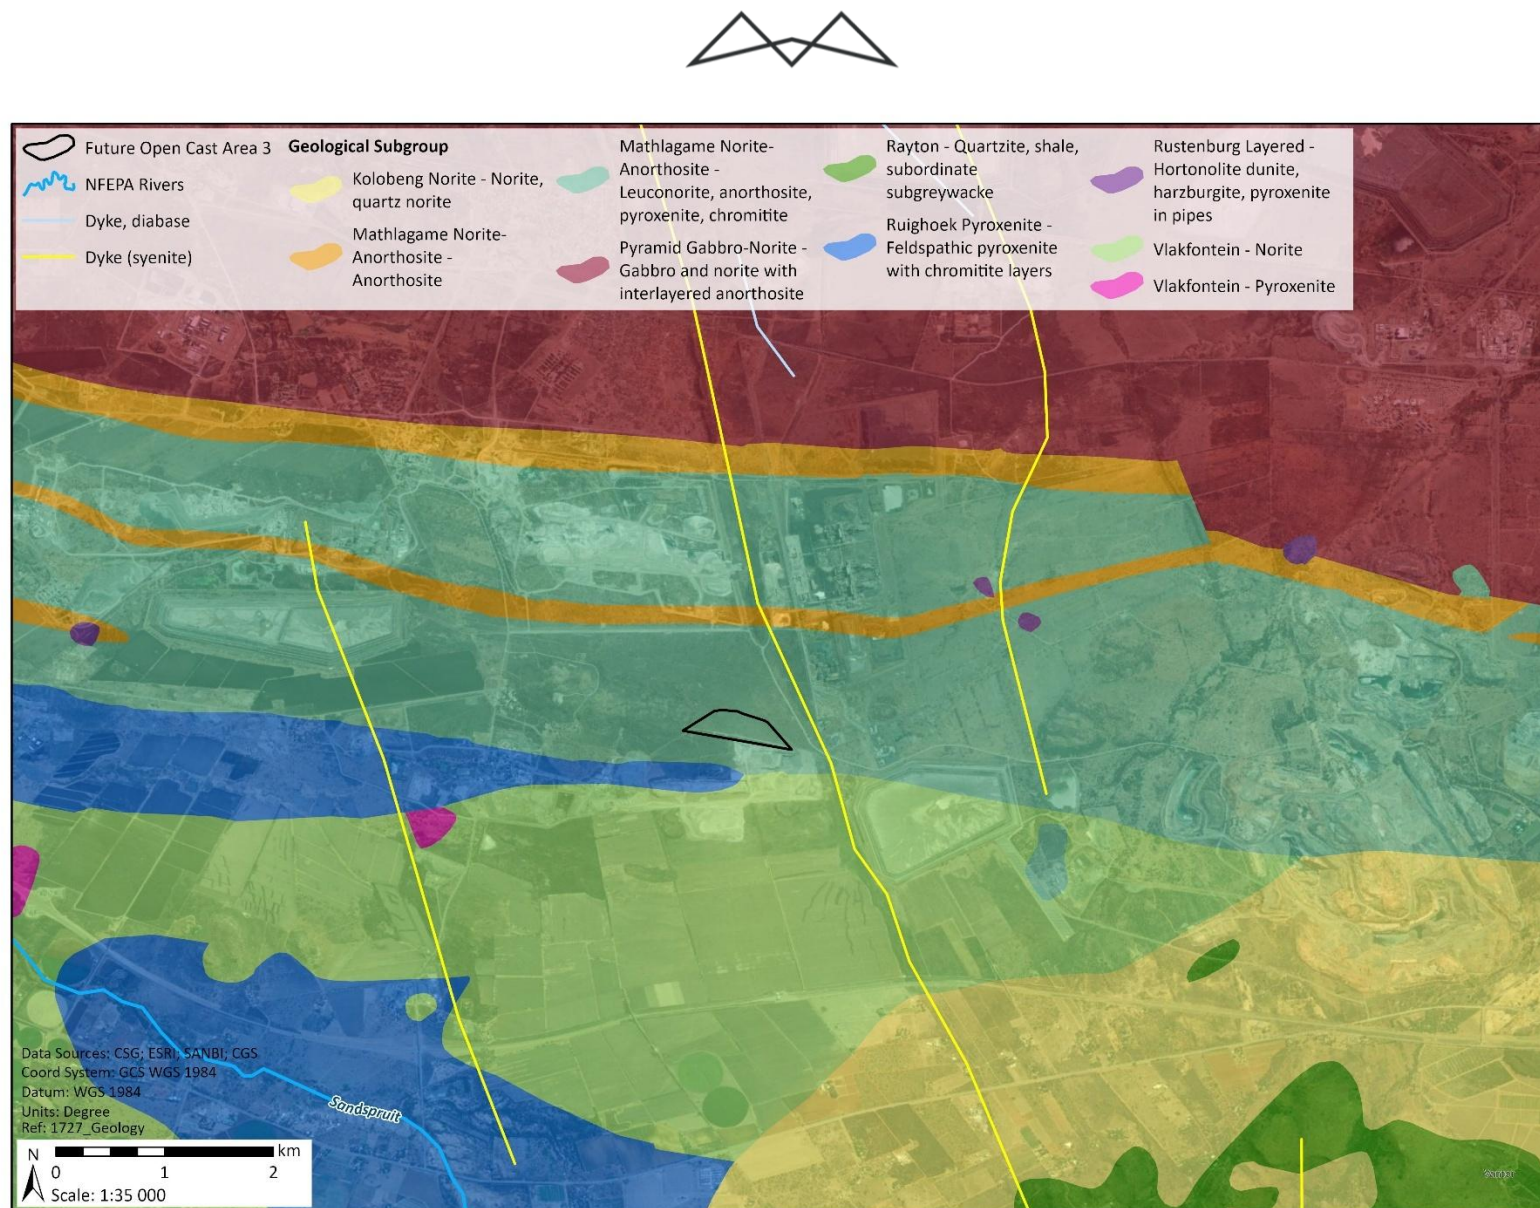 Future Open Cast Area 3
NFEPA Rivers
Dyke, diabase
Dyke (syenite)
Geological Subgroup
Kolobeng Norite - Norite,
quartz norite
Mathlagame Norite-
Anorthosite -
Anorthosite
Mathlagame Norite-
Anorthosite -
Leuconorite, anorthosite,
pyroxenite, chromitite
Pyramid Gabbro-Norite -
Gabbro and norite with
interlayered anorthosite
Rayton - Quartzite, shale,
subordinate
subgreywacke
Ruighoek Pyroxenite -
Feldspathic pyroxenite
with chromitite layers
Rustenburg Layered -
Hortonolite dunite,
harzburgite, pyroxenite
in pipes
Vlakfontein - Norite
Vlakfontein - Pyroxenite
Sandspruit
Data Sources: CSG; ESRI; SANBI; CGS
Coord System: GCS WGS 1984
Datum: WGS 1984
Units: Degree
Ref: 1727_Geology
N
km
0 1 2
Scale: 1:35 000